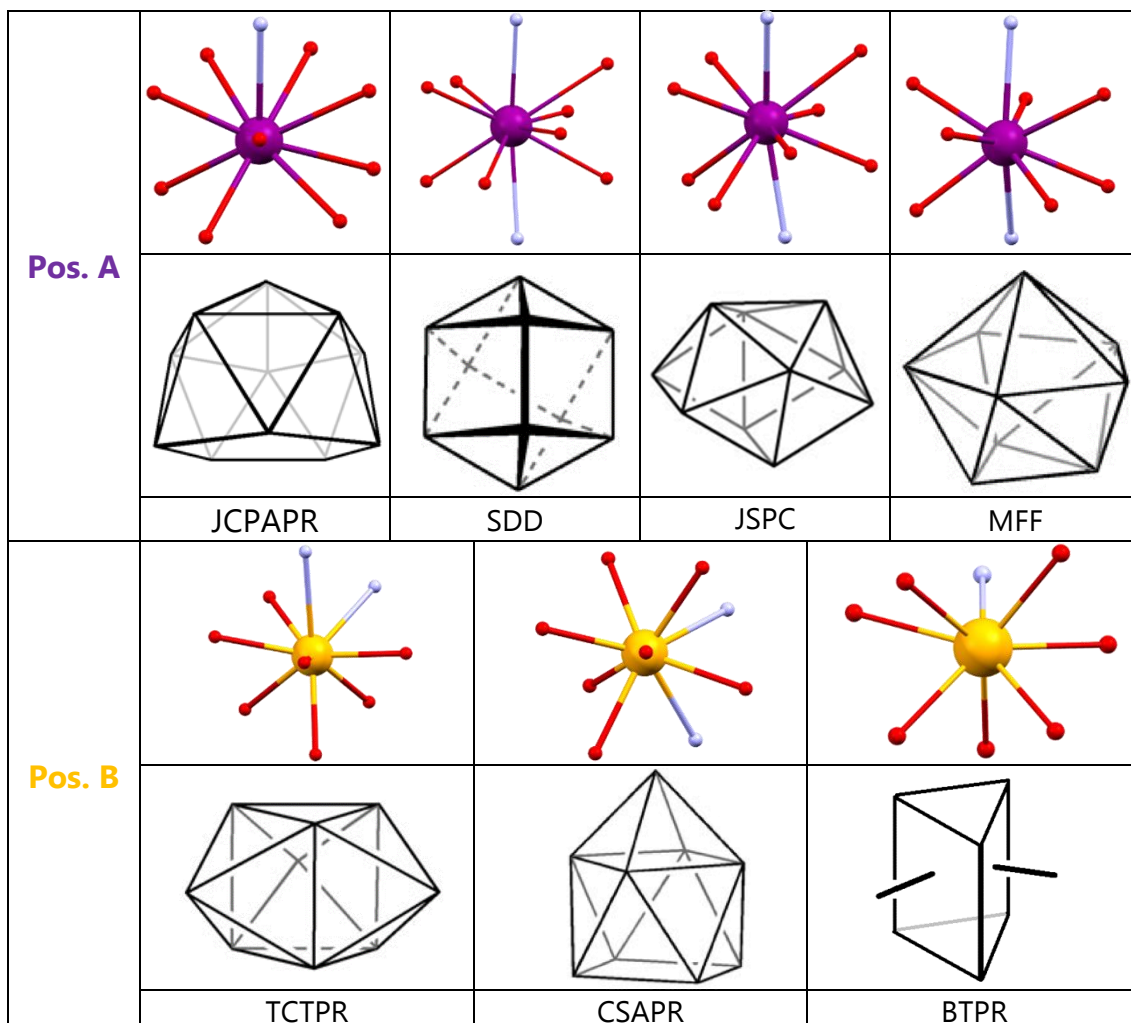 Pos. A
JCPAPR
SDD
JSPC
MFF
Pos. B
TCTPR
CSAPR
BTPR